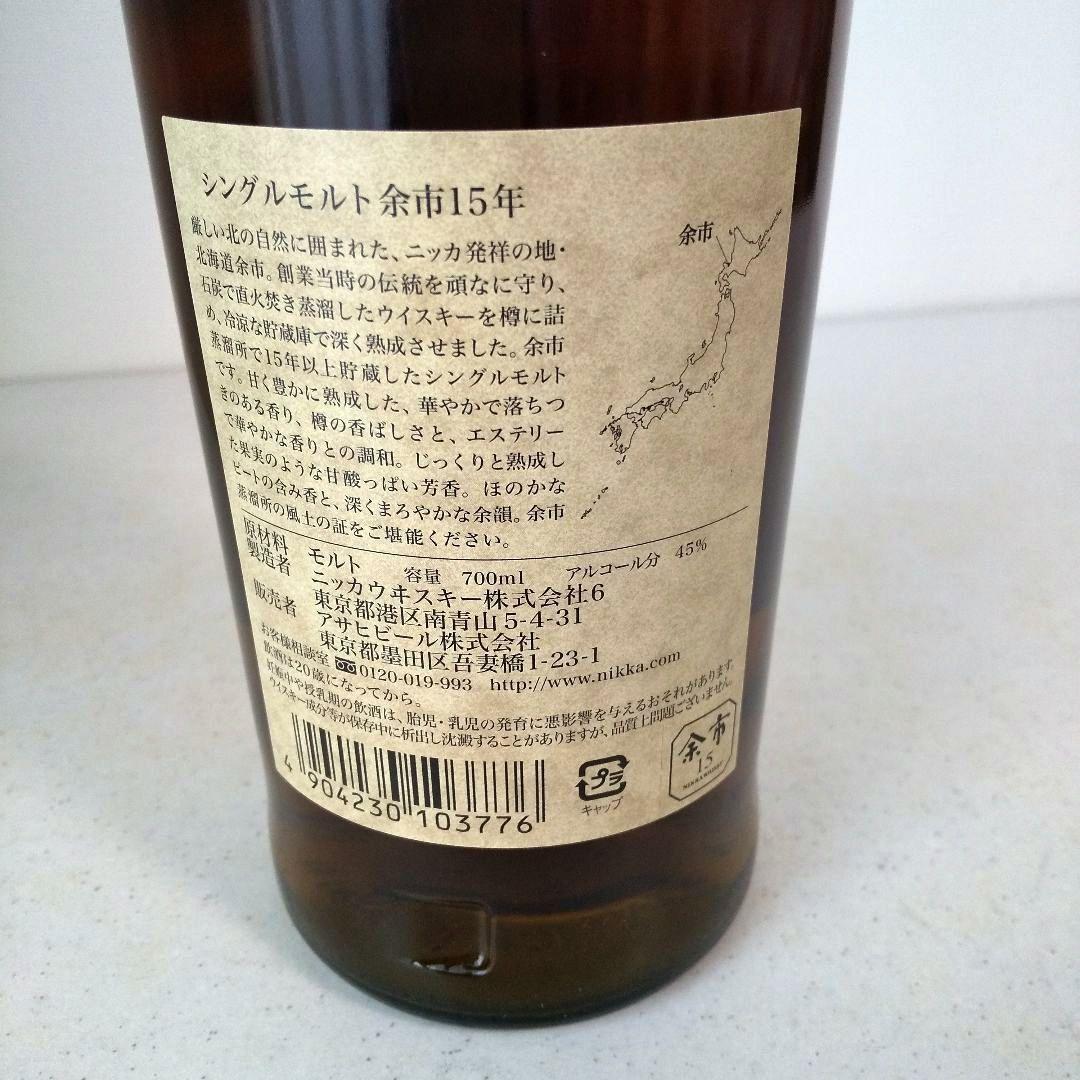 シングルモルト 余市15年
余市
厳しい北の自然に囲まれた、ニッカ発祥の地・
北海道余市。創業当時の伝統を頑なに守り、
石炭で直火焚き蒸溜したウイスキーを樽に詰
め、冷涼な貯蔵庫で深く熟成させました。余市
蒸溜所で15年以上貯蔵したシングルモルト
です。甘く豊かに熟成した、華やかで落ちつ
きのある香り、樽の香ばしさと、エステリー
で華やかな香りとの調和。じっくりと熟成し
た果実のような甘酸っぱい芳香。ほのかな
ピートの含み香と、深くまろやかな余韻。余市
蒸溜所の風土の証をご堪能ください。
原材料 モルト 容量 700ml アルコール分 45%
製造者 ニッカウヰスキー株式会社6
東京都港区南青山5-4-31
販売者 アサヒビール株式会社
東京都墨田区吾妻橋1-23-1
お客様相談室 0120-019-993 http://www.nikka.com
飲酒は20歳になってから。
妊娠中や授乳期の飲酒は、胎児・乳児の発育に悪影響を与えるおそれがあります。
ウイスキー成分等が保存中に析出し沈澱することがありますが、品質上問題ございません。
4 904230 103776
プラ
キャップ
余市
15
NIKKA WHISKY